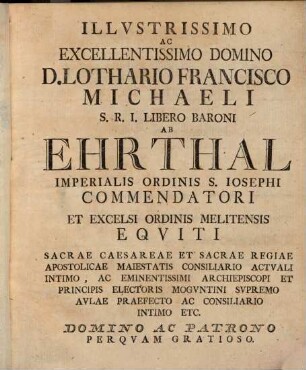 ILLVSTRISSIMO
AC
EXCELLENTISSIMO DOMINO
D. LOTHARIO FRANCISCO
MICHAELI
S. R. I. LIBERO BARONI
AB
EHRTHAL
IMPERIALIS ORDINIS S. IOSEPHI
COMMENDATORI
ET EXCELSI ORDINIS MELITENSIS
EQVITI
SACRAE CAESAREAE ET SACRAE REGIAE
APOSTOLICAE MAIESTATIS CONSILIARIO ACTVALI
INTIMO, AC EMINENTISSIMI ARCHIEPISCOPI ET
PRINCIPIS ELECTORIS MOGVNTINI SVPREMO
AVLAE PRAEFECTO AC CONSILIARIO
INTIMO ETC.
DOMINO AC PATRONO
PERQVAM GRATIOSO.